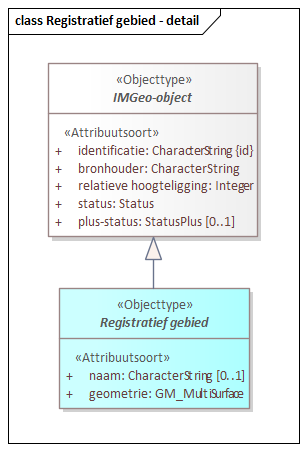 class Registratief gebied - detail
«Objecttype»
IMGeo-object
«Attribuutsoort»
+ identificatie: CharacterString {id}
+ bronhouder: CharacterString
+ relatieve hoogteligging: Integer
+ status: Status
+ plus-status: StatusPlus [0..1]
«Objecttype»
Registratief gebied
«Attribuutsoort»
+ naam: CharacterString [0..1]
+ geometrie: GM_MultiSurface